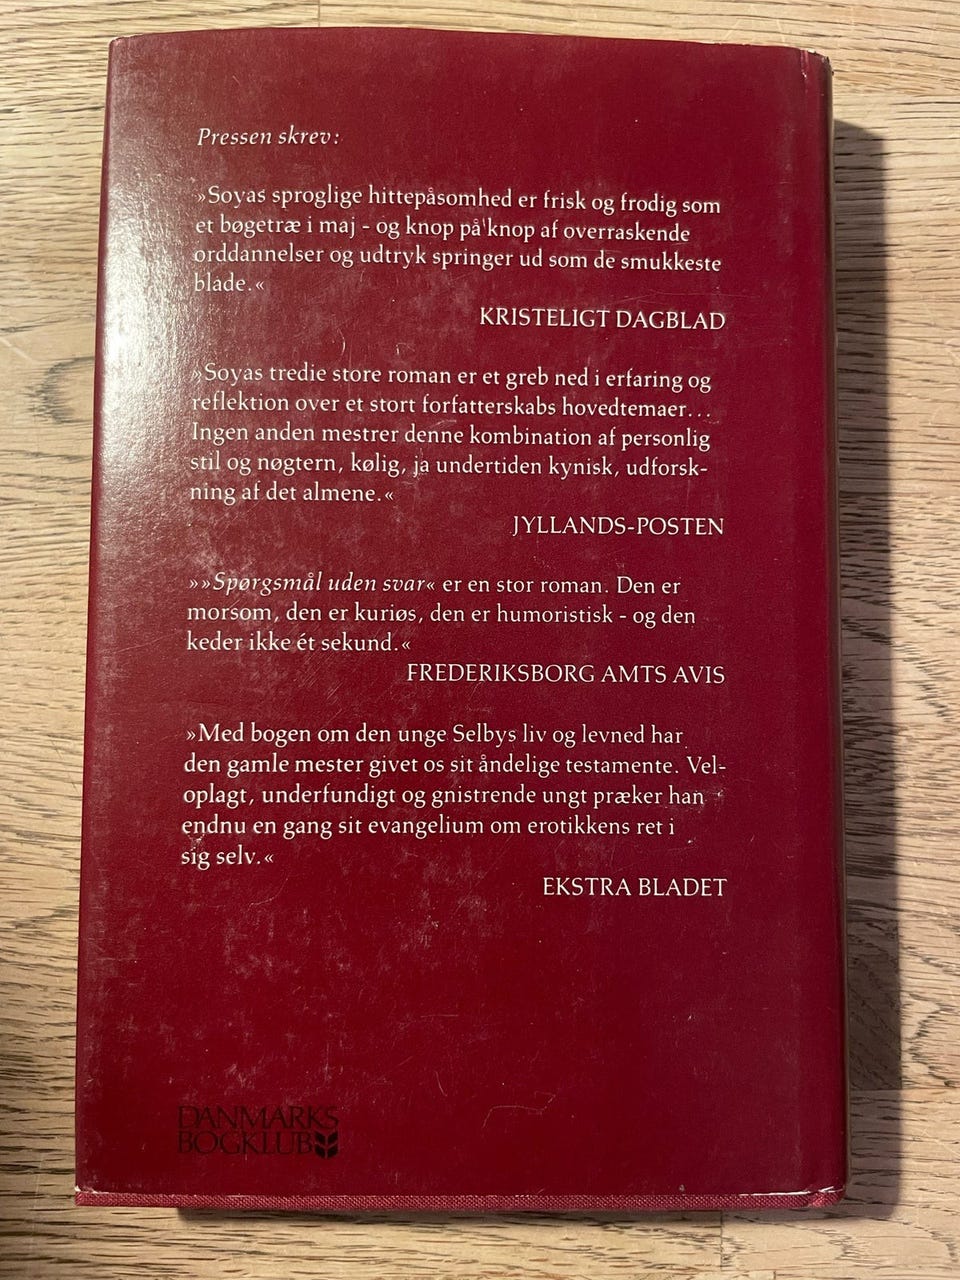 Pressen skrev:
»Soyas sproglige hittepåsomhed er frisk og frodig som
et bøgetræ i maj - og knop på knop af overraskende
orddannelser og udtryk springer ud som de smukkeste
blade.«
KRISTELIGT DAGBLAD
»Soyas tredie store roman er et greb ned i erfaring og
reflektion over et stort forfatterskabs hovedtemaer...
Ingen anden mestrer denne kombination af personlig
stil og nøgtern, kølig, ja undertiden kynisk, udforsk-
ning af det almene.«
JYLLANDS-POSTEN
»»Spørgsmål uden svar« er en stor roman. Den er
morsom, den er kuriøs, den er humoristisk - og den
keder ikke ét sekund.«
FREDERIKSBORG AMTS AVIS
»Med bogen om den unge Selbys liv og levned har
den gamle mester givet os sit åndelige testamente. Vel-
oplagt, underfundigt og gnistrende ungt præker han
endnu en gang sit evangelium om erotikkens ret i
sig selv.«
EKSTRA BLADET
DANMARKS
BOGKLUB